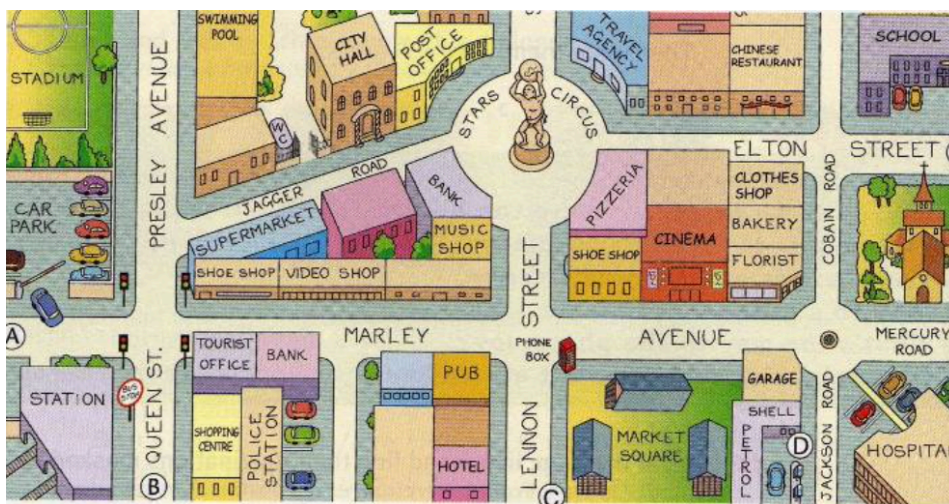 SWIMMING
POOL
CITY
HALL
POST
OFFICE
TRAVEL
AGENCY
CHINESE
RESTAURANT
SCHOOL
STADIUM
PRESLEY AVENUE
WC
STARS
CIRCUS
ELTON
STREET
JAGGER
ROAD
BANK
PIZZERIA
CLOTHES
SHOP
COBAIN ROAD
CAR
PARK
SUPERMARKET
MUSIC
SHOP
CINEMA
BAKERY
SHOE SHOP
FLORIST
SHOE SHOP
VIDEO SHOP
LENNON STREET
A
MARLEY
AVENUE
MERCURY
ROAD
PHONE
BOX
TOURIST
OFFICE
BANK
PUB
GARAGE
STATION
BUS
STOP
QUEEN ST.
SHOPPING
CENTRE
POLICE
STATION
MARKET
SQUARE
SHELL
PETROL
D
JACKSON ROAD
HOSPITA
HOTEL
B
C